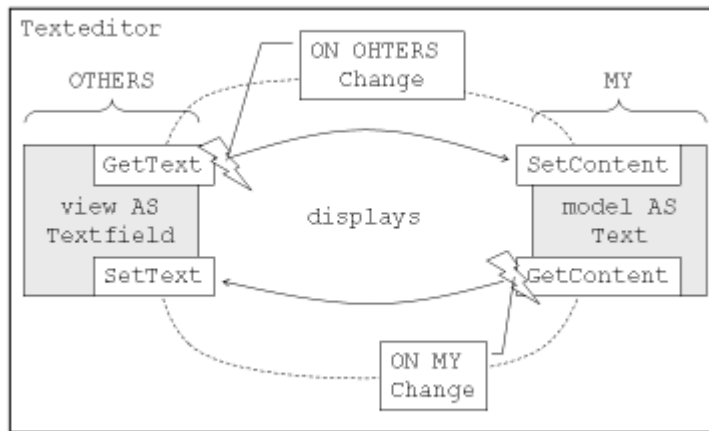 Texteditor
ON OHTERS
Change
OTHERS
MY
GetText
SetContent
view AS
Textfield
displays
model AS
Text
SetText
GetContent
ON MY
Change